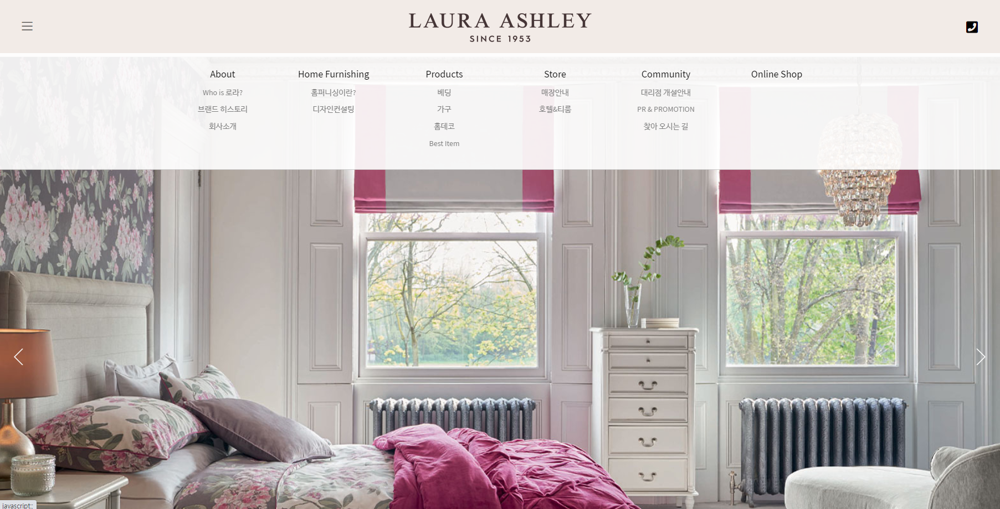 LAURA ASHLEY
SINCE 1953
About
Home Furnishing
Products
Store
Community
Online Shop
Who is 로라?
홈퍼니싱이란?
베딩
매장안내
대리점 개설안내
브랜드 히스토리
디자인컨설팅
가구
호텔&티룸
PR & PROMOTION
회사소개
홈데코
찾아 오시는 길
Best Item
javascript:;